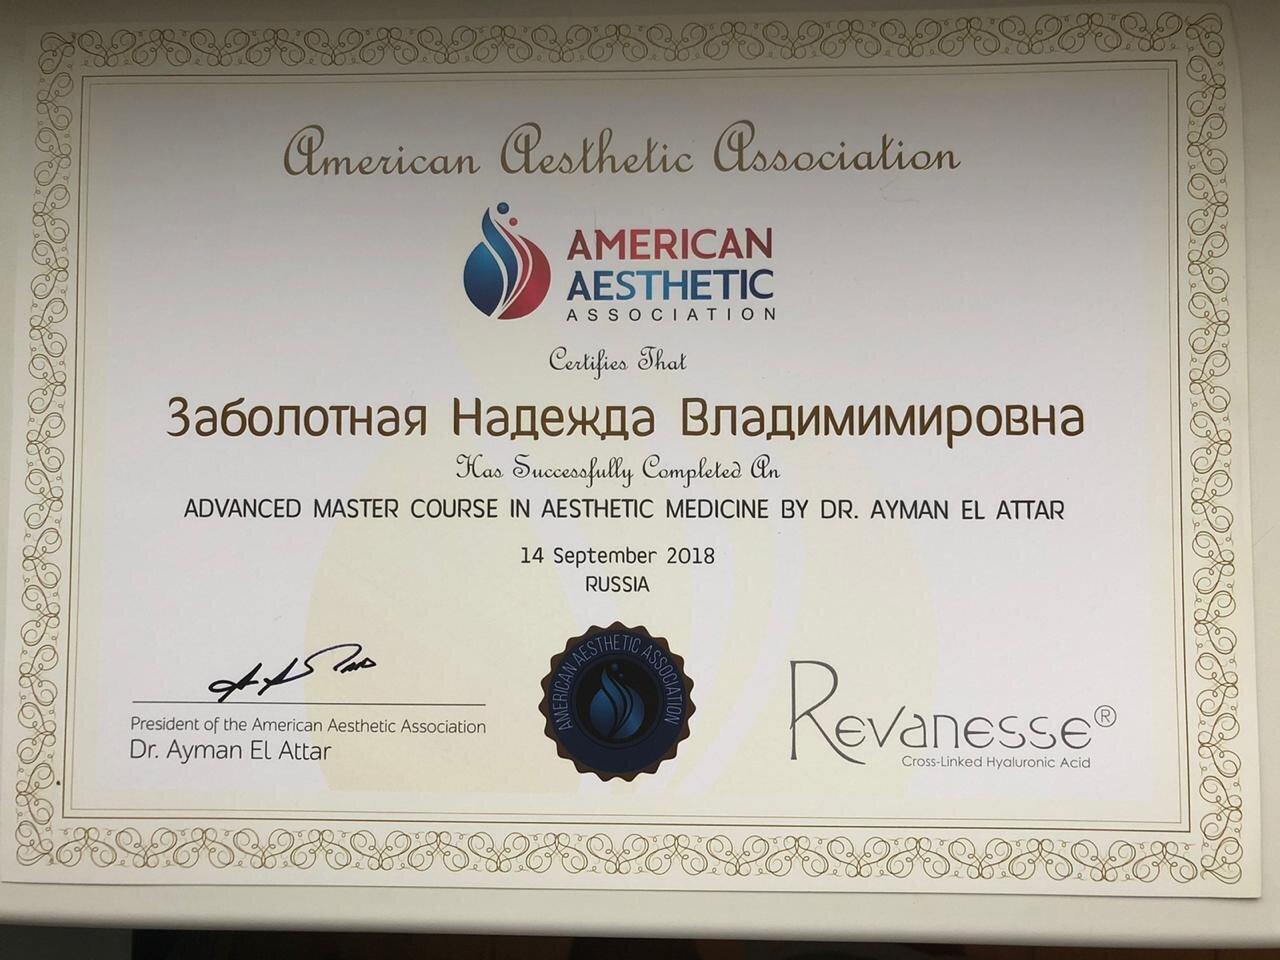 American Aesthetic Association
AMERICAN
AESTHETIC
ASSOCIATION
Certifies That
Заболотная Надежда Владимимировна
Has Successfully Completed An
ADVANCED MASTER COURSE IN AESTHETIC MEDICINE BY DR. AYMAN EL ATTAR
14 September 2018
RUSSIA
President of the American Aesthetic Association
Dr. Ayman El Attar
AMERICAN AESTHETIC ASSOCIATION
Revanesse®
Cross-Linked Hyaluronic Acid